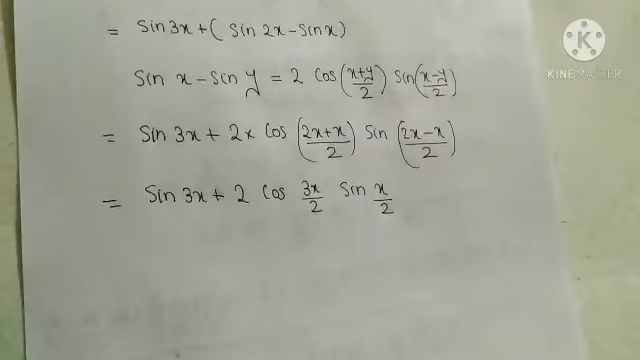 = Sin 3x + ( Sin 2x - Sin x)
Sin x - Sin y = 2 Cos (x+y/2) Sin (x-y/2)
= Sin 3x + 2 x Cos (2x+x/2) Sin (2x-x/2)
= Sin 3x + 2 Cos 3x/2 Sin x/2
K
KINEMASTER